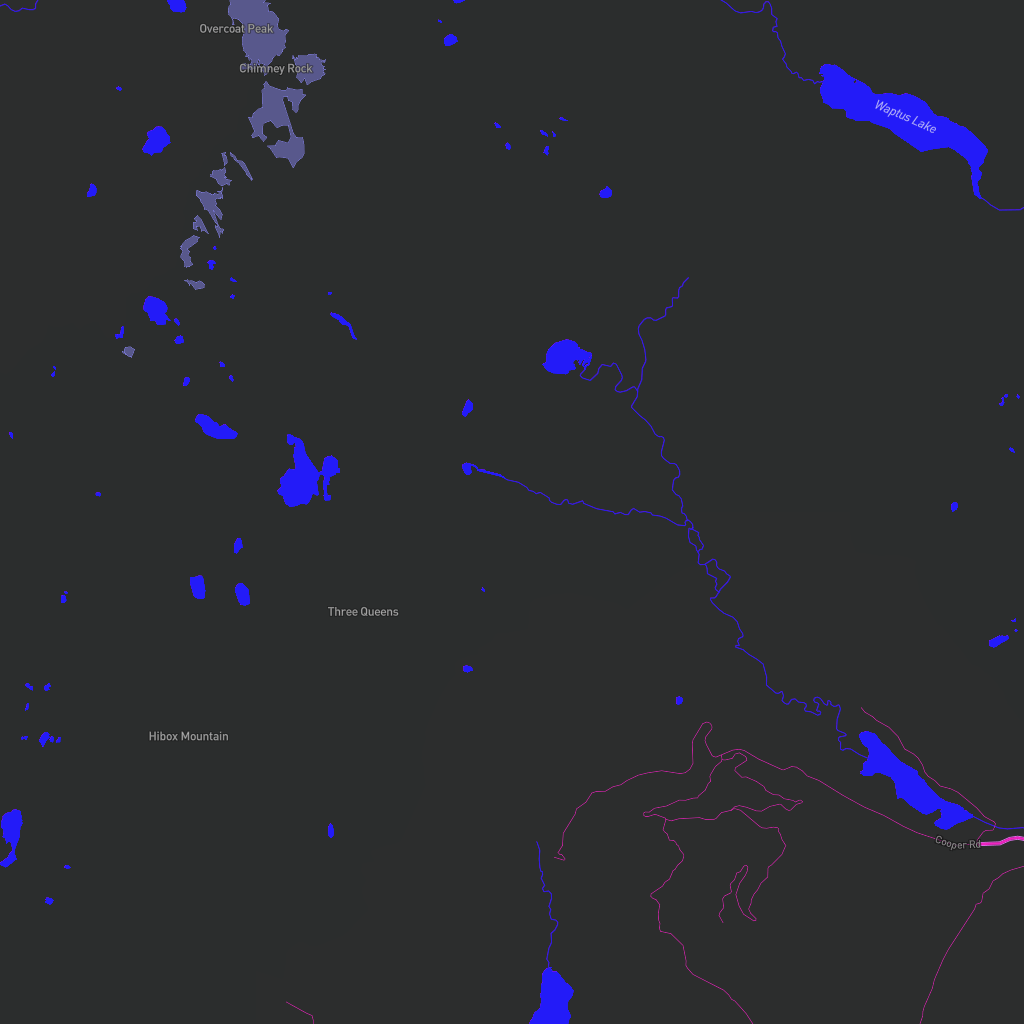 Overcoat Peak
Chimney Rock
Waptus Lake
Three Queens
Hibox Mountain
Cooper Rd